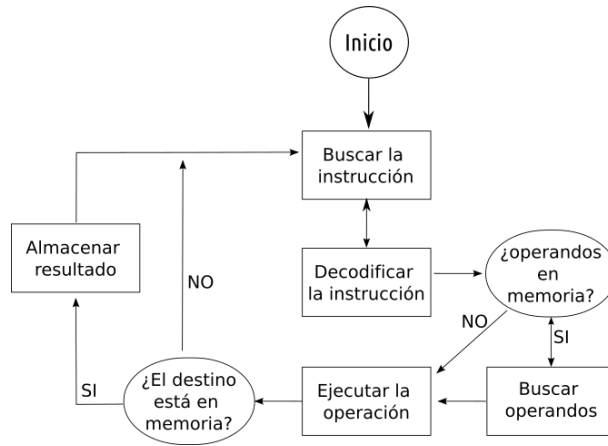 Inicio
Buscar la
instrucción
Almacenar
resultado
NO
Decodificar
la instrucción
¿operandos
en
memoria?
NO
SI
SI
¿El destino
está en
memoria?
Ejecutar la
operación
Buscar
operandos